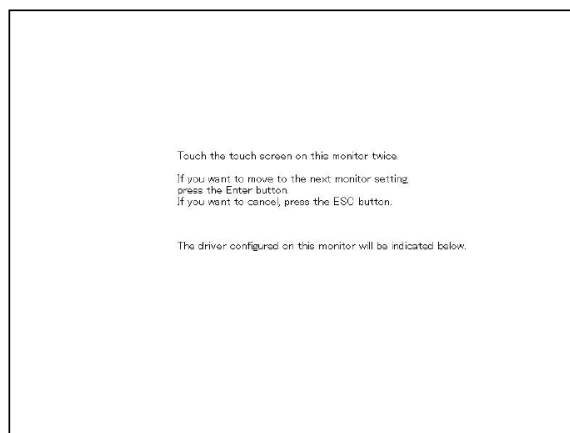 Touch the touch screen on this monitor twice.
If you want to move to the next monitor setting,
press the Enter button.
If you want to cancel, press the ESC button.
The driver configured on this monitor will be indicated below.